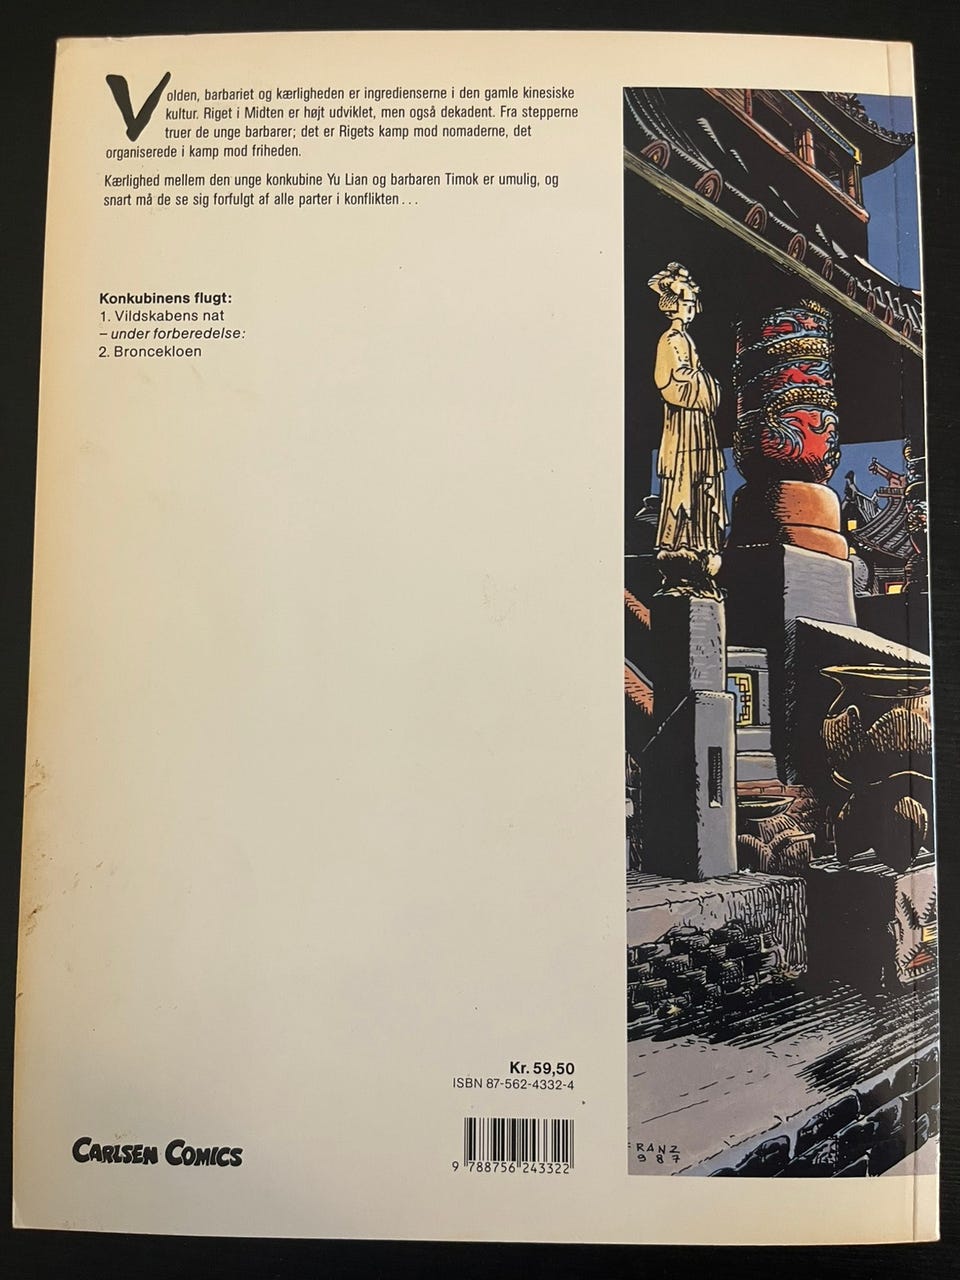 Volden, barbariet og kærligheden er ingredienserne i den gamle kinesiske
kultur. Riget i Midten er højt udviklet, men også dekadent. Fra stepperne
truer de unge barbarer; det er Rigets kamp mod nomaderne, det
organiserede i kamp mod friheden.
Kærlighed mellem den unge konkubine Yu Lian og barbaren Timok er umulig, og
snart må de se sig forfulgt af alle parter i konflikten...
Konkubinens flugt:
1. Vildskabens nat
– under forberedelse:
2. Broncekloen
Kr. 59,50
ISBN 87-562-4332-4
9 788756 243322
CARLSEN COMICS
FRANZ
987